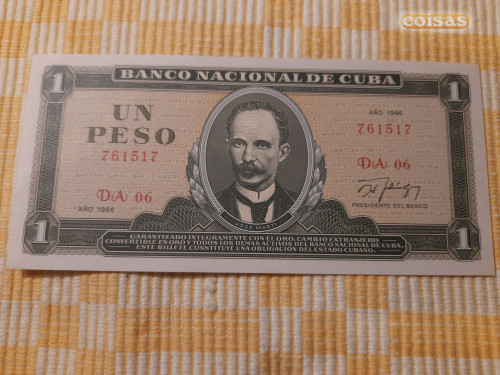 coisas
1 BANCO NACIONAL DE CUBA 1
UN
PESO
761517
D(A) 06
AÑO 1986
AÑO 1986
761517
D(A) 06
PRESIDENTE DEL BANCO
JOSE MARTI
1 1
GARANTIZADO INTEGRAMENTE CON EL ORO, CAMBIO EXTRANJERO
CONVERTIBLE EN ORO Y TODOS LOS DEMAS ACTIVOS DEL BANCO NACIONAL DE CUBA.
ESTE BILLETE CONSTITUYE UNA OBLIGACION DEL ESTADO CUBANO.